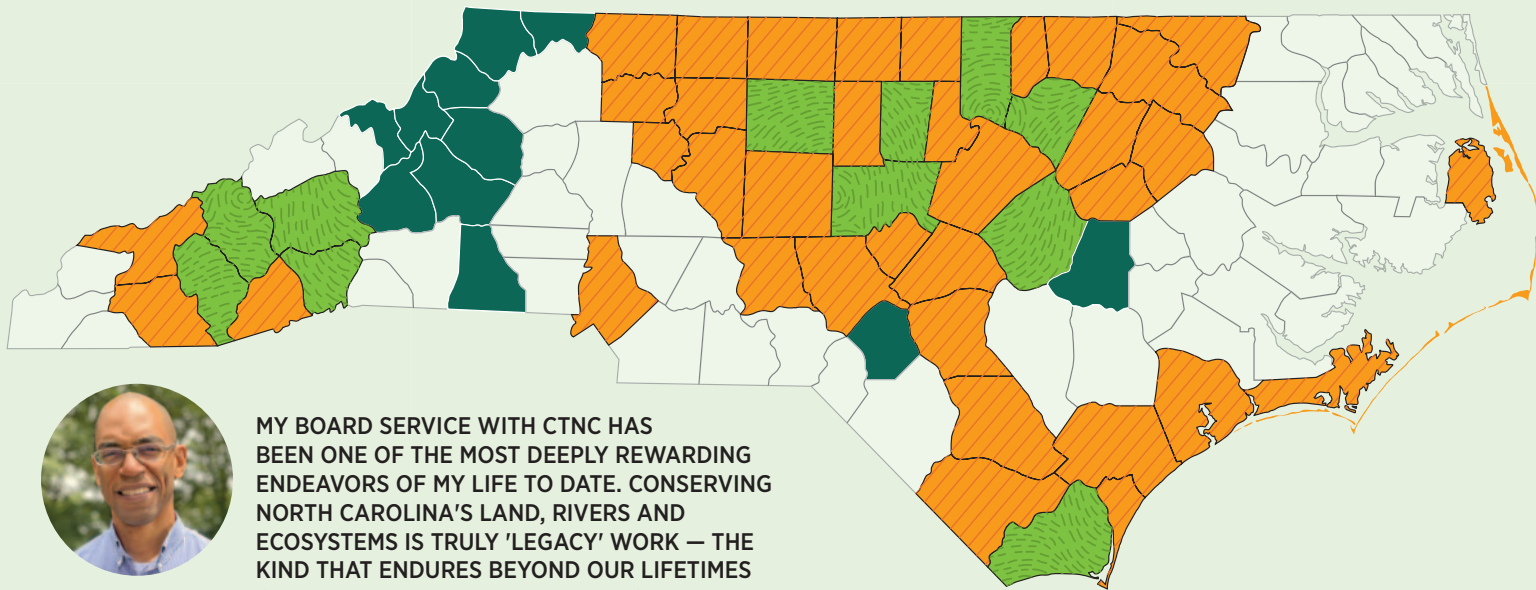 MY BOARD SERVICE WITH CTNC HAS
BEEN ONE OF THE MOST DEEPLY REWARDING
ENDEAVORS OF MY LIFE TO DATE. CONSERVING
NORTH CAROLINA'S LAND, RIVERS AND
ECOSYSTEMS IS TRULY 'LEGACY' WORK — THE
KIND THAT ENDURES BEYOND OUR LIFETIMES